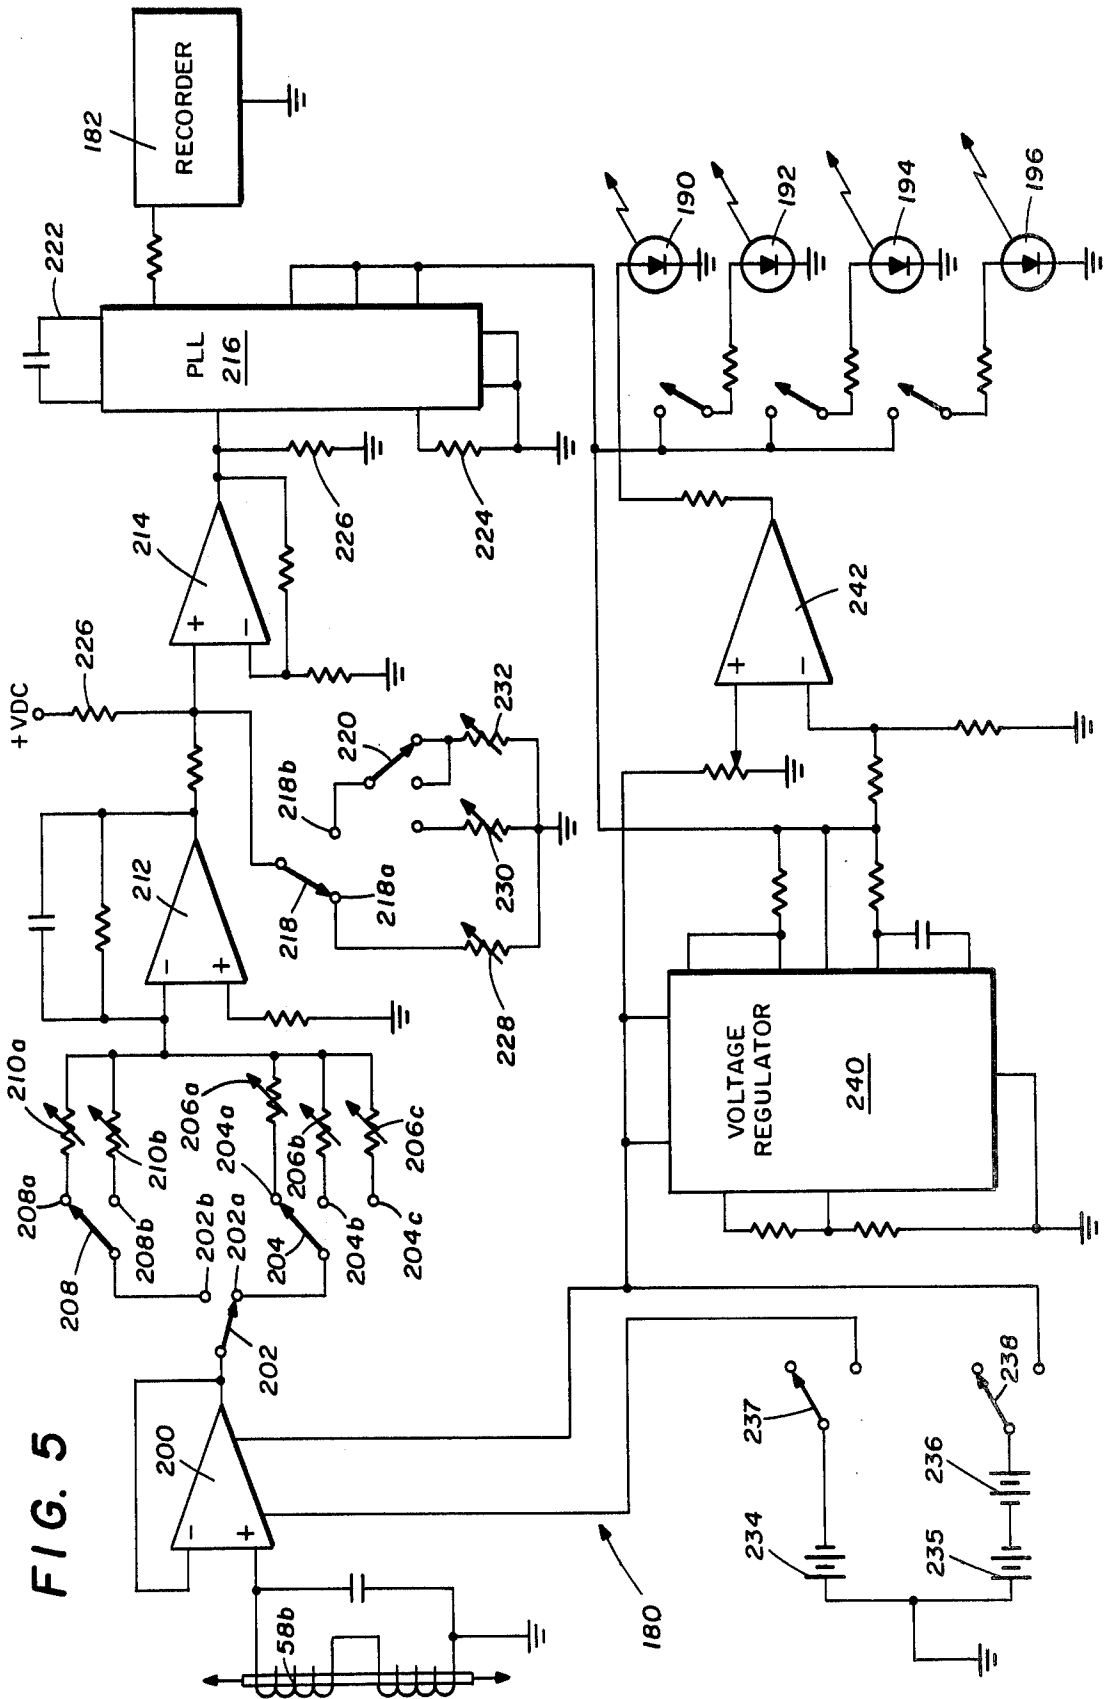 FIG. 5
180
58b
200
+
−
202
202b
202a
208
208a
208b
210a
210b
204
204a
204b
204c
206a
206b
206c
212
−
+
+VDC
226
214
+
−
218
218a
218b
220
228
230
232
226
224
PLL
216
222
182
RECORDER
234
235
236
237
238
VOLTAGE
REGULATOR
240
242
+
−
190
192
194
196